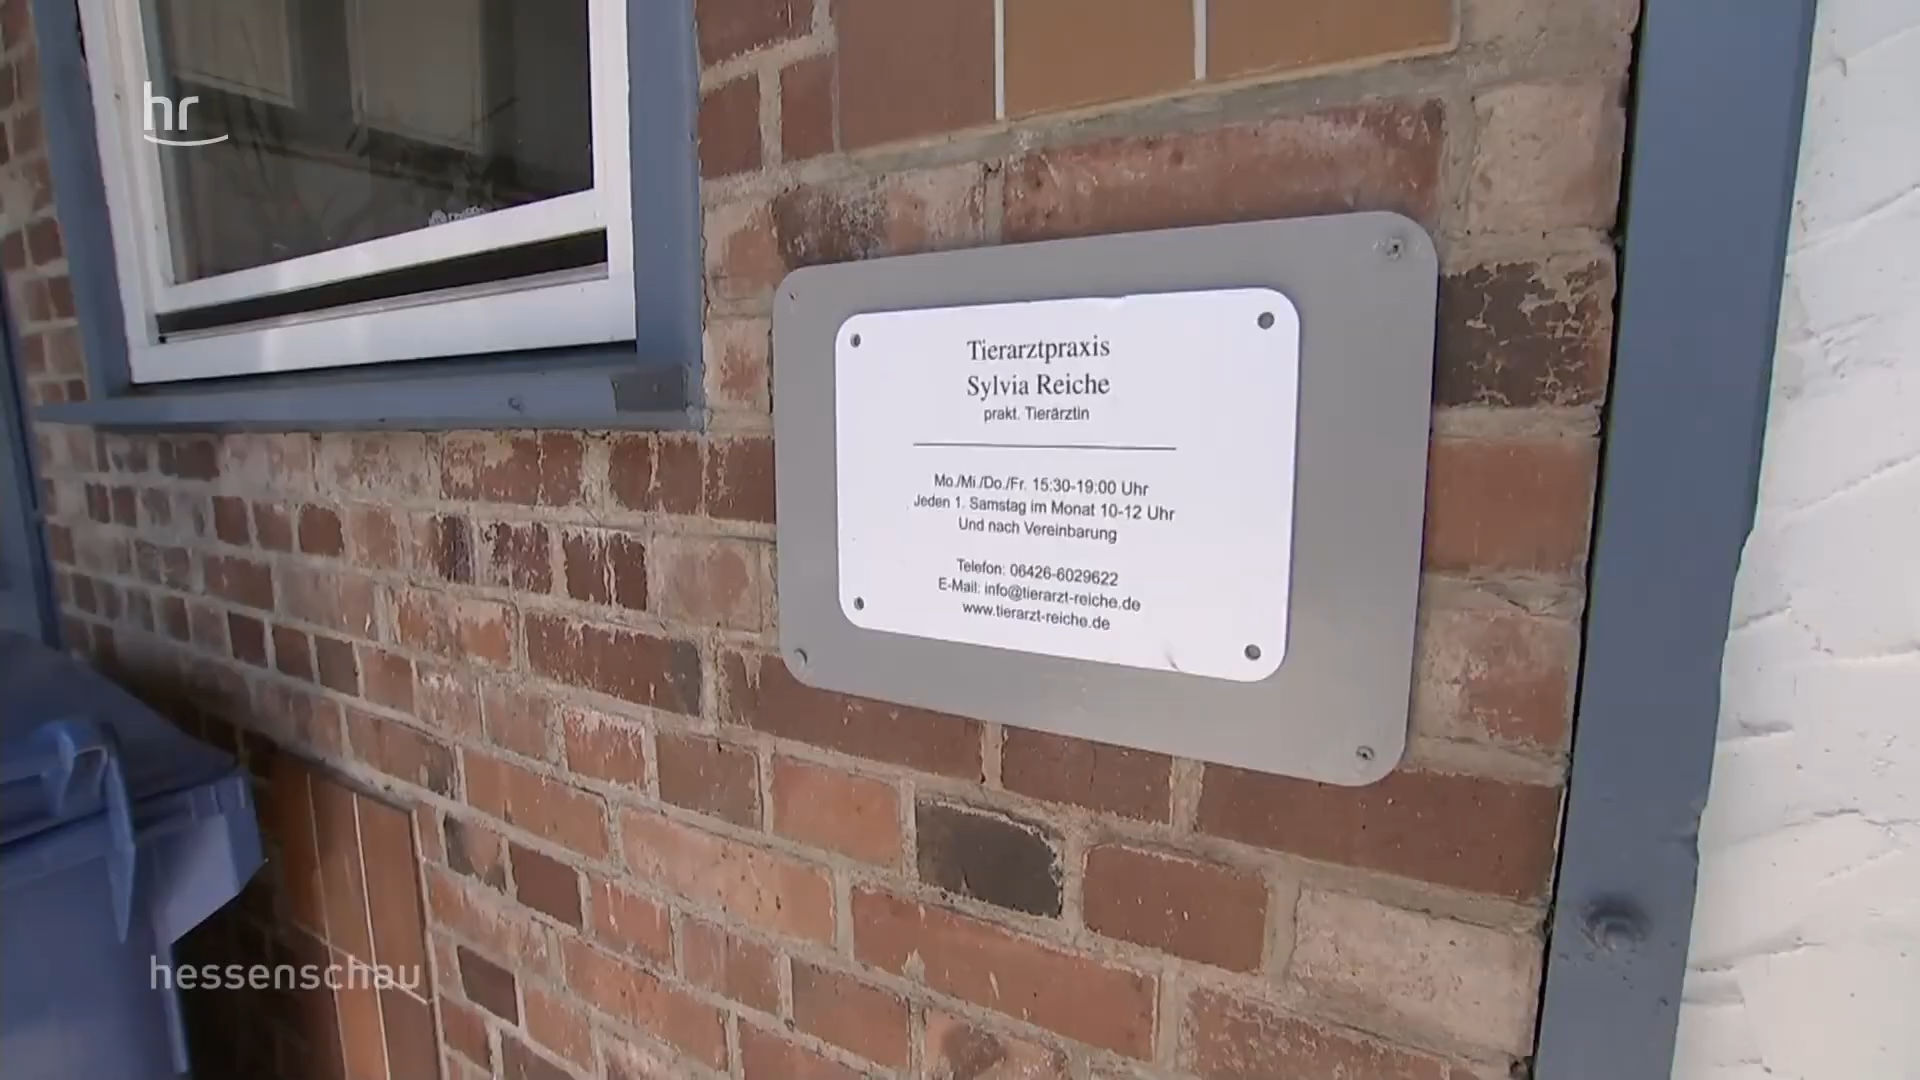 hr
Tierarztpraxis
Sylvia Reiche
prakt. Tierärztin
Mo./Mi./Do./Fr. 15:30-19:00 Uhr
Jeden 1. Samstag im Monat 10-12 Uhr
Und nach Vereinbarung
Telefon: 06426-6029622
E-Mail: info@tierarzt-reiche.de
www.tierarzt-reiche.de
hessenschau